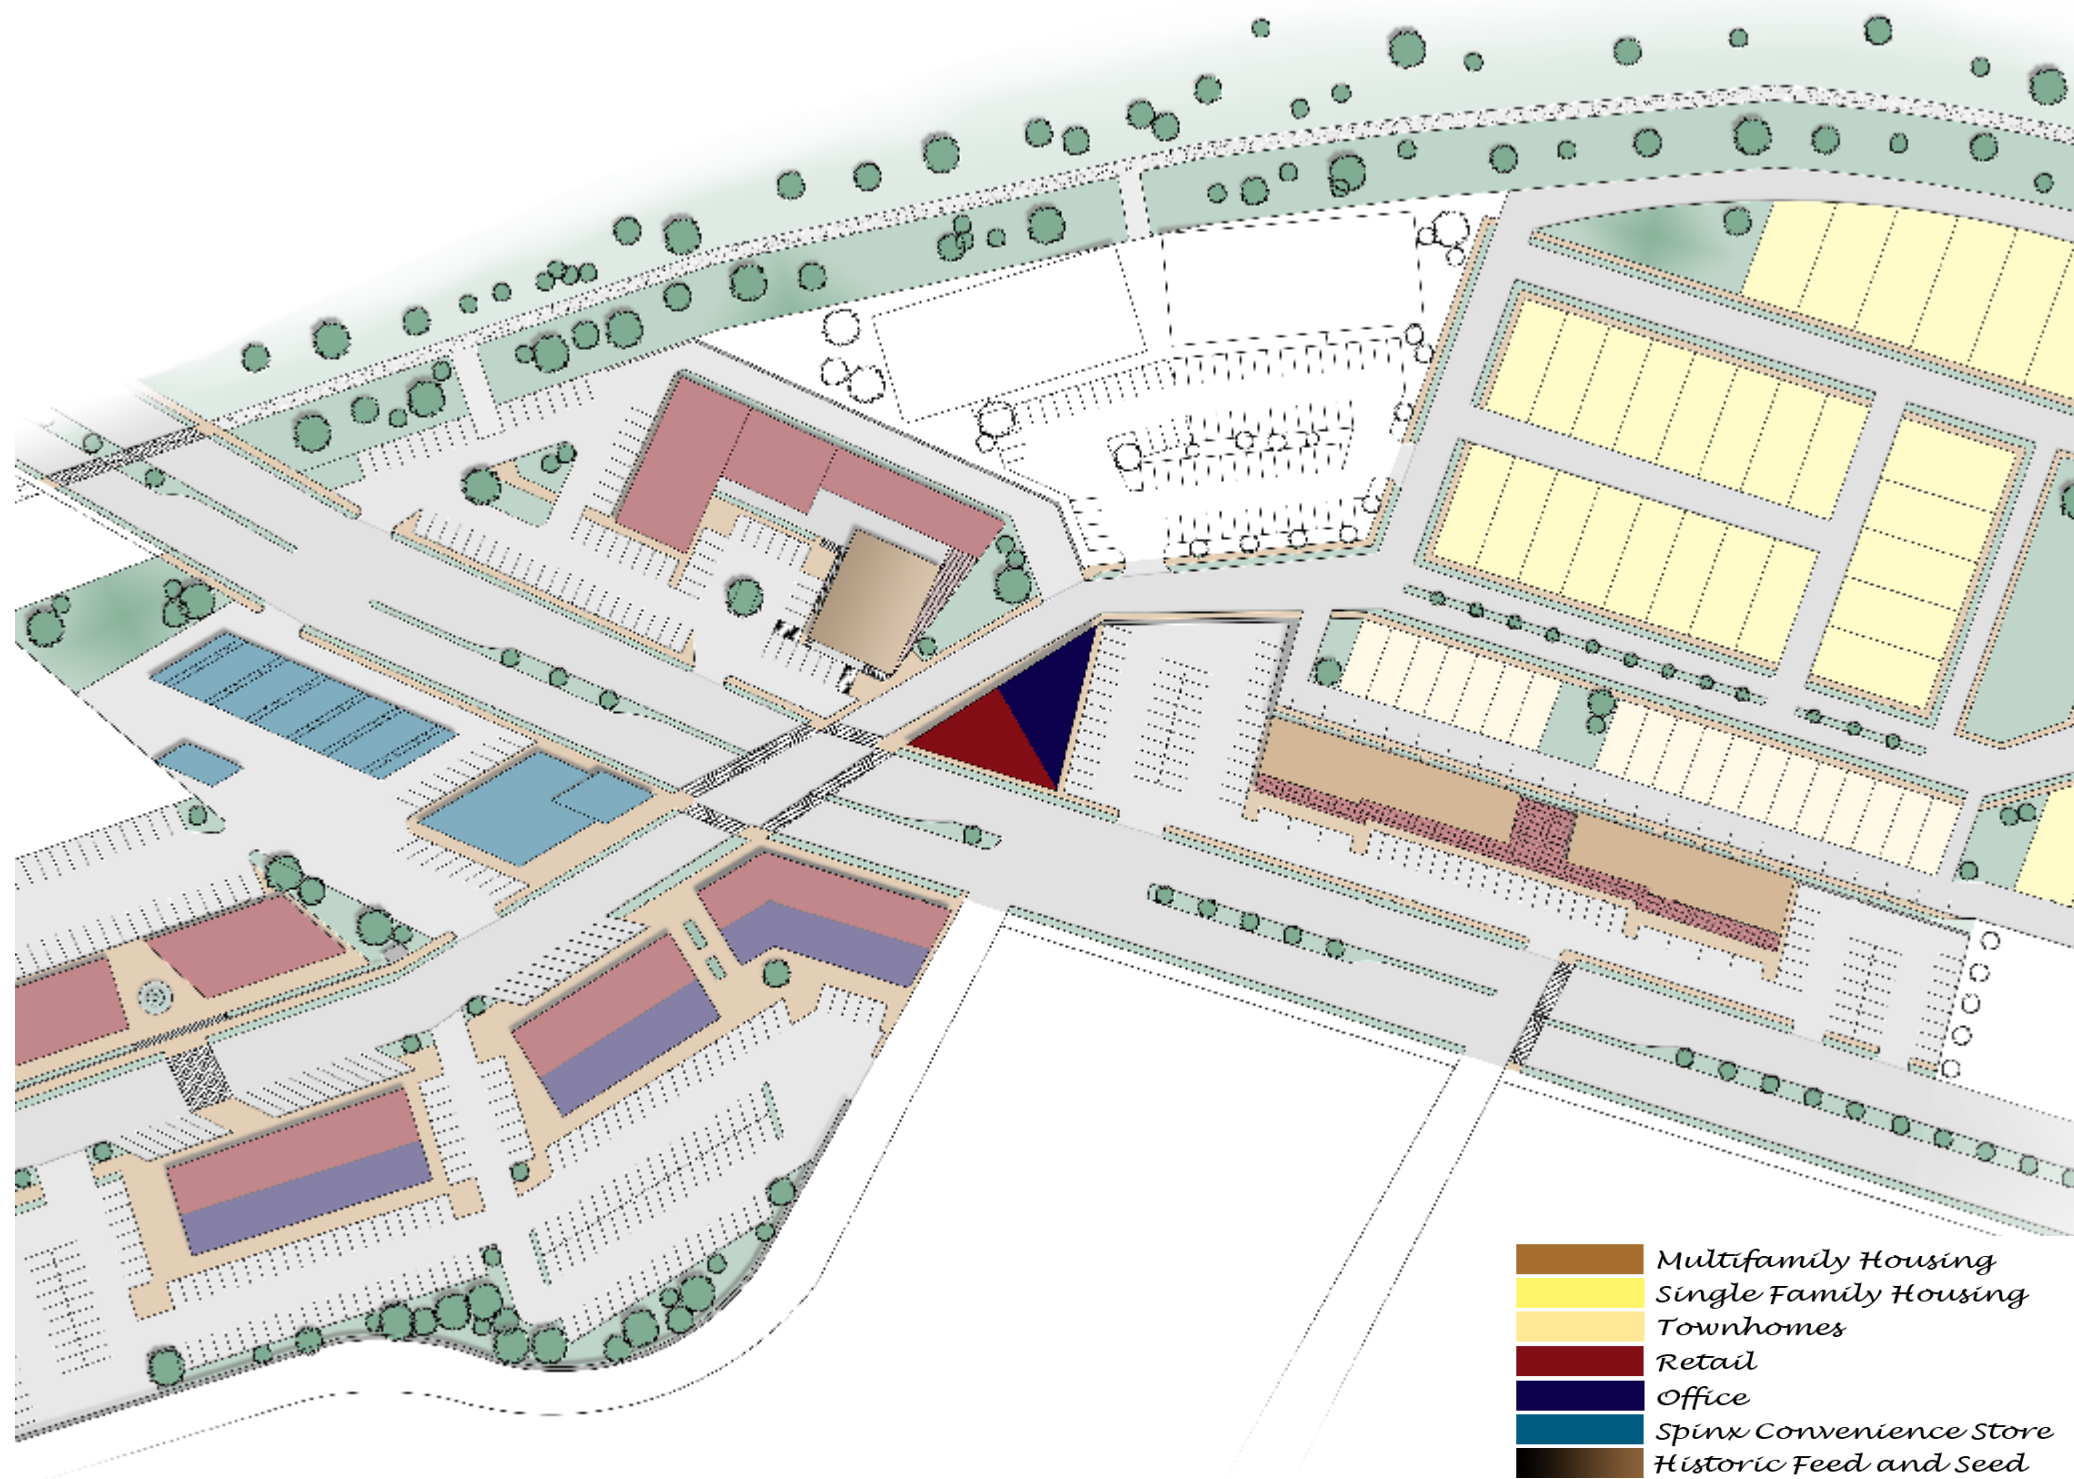 Multifamily Housing
Single Family Housing
Townhomes
Retail
Office
Spinx Convenience Store
Historic Feed and Seed